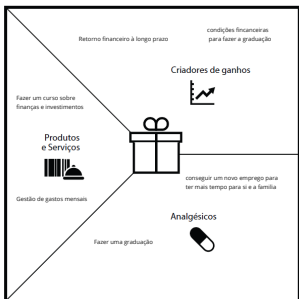 condições fincanceiras
para fazer a graduação
Retorno financeiro à longo prazo
Criadores de ganhos
Fazer um curso sobre
finanças e investimentos
Produtos
e Serviços
conseguir um novo emprego para
ter mais tempo para si e a familia
Gestão de gastos mensais
Analgésicos
Fazer uma graduação